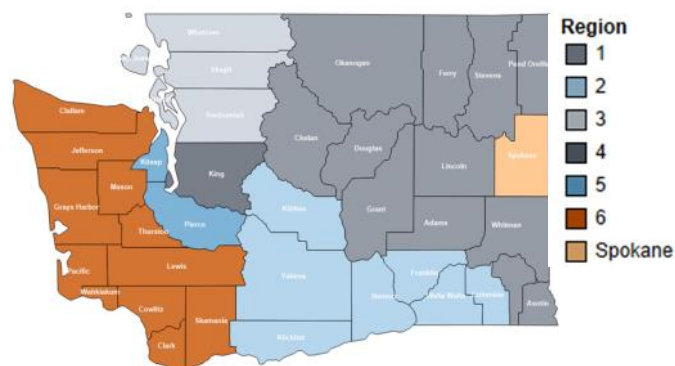 Region
1
2
3
4
5
6
Spokane
Whatcom
Skagit
Snohomish
Okanogan
Ferry
Stevens
Pend Oreille
Clallam
Jefferson
Kitsap
King
Chelan
Douglas
Lincoln
Spokane
Grays Harbor
Mason
Pierce
Kittitas
Grant
Adams
Whitman
Thurston
Pacific
Lewis
Yakima
Benton
Franklin
Walla Walla
Columbia
Asotin
Wahkiakum
Cowlitz
Skamania
Klickitat
Clark